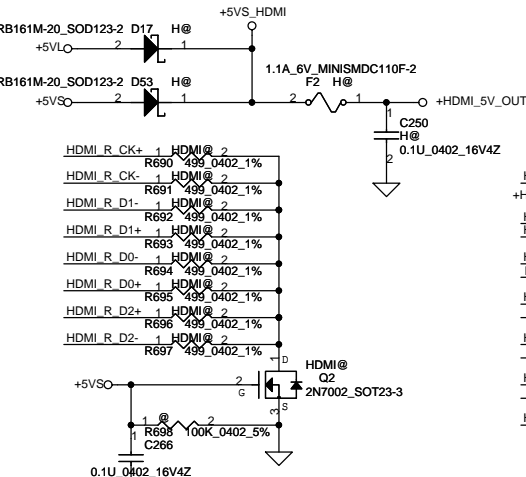 +5VS_HDMI
RB161M-20_SOD123-2 D17 H@
+5VL 2 1
1.1A_6V_MINISMDC110F-2
RB161M-20_SOD123-2 D53 H@
F2 H@
+5VS 2 1 2 1 +HDMI_5V_OUT
1
C250
H@
0.1U_0402_16V4Z
2
HDMI_R_CK+ 1 HDMI@ 2
R690 499_0402_1%
HDMI_R_CK- 1 HDMI@ 2
R691 499_0402_1%
HDMI_R_D1- 1 HDMI@ 2
R692 499_0402_1%
HDMI_R_D1+ 1 HDMI@ 2
R693 499_0402_1%
HDMI_R_D0- 1 HDMI@ 2
R694 499_0402_1%
HDMI_R_D0+ 1 HDMI@ 2
R695 499_0402_1%
HDMI_R_D2+ 1 HDMI@ 2
R696 499_0402_1%
HDMI_R_D2- 1 HDMI@ 2
R697 499_0402_1%
1 D
HDMI@
Q2
2N7002_SOT23-3
+5VS 2 G
3 S
1 @ 2
R698 100K_0402_5%
1
C266
0.1U_0402_16V4Z